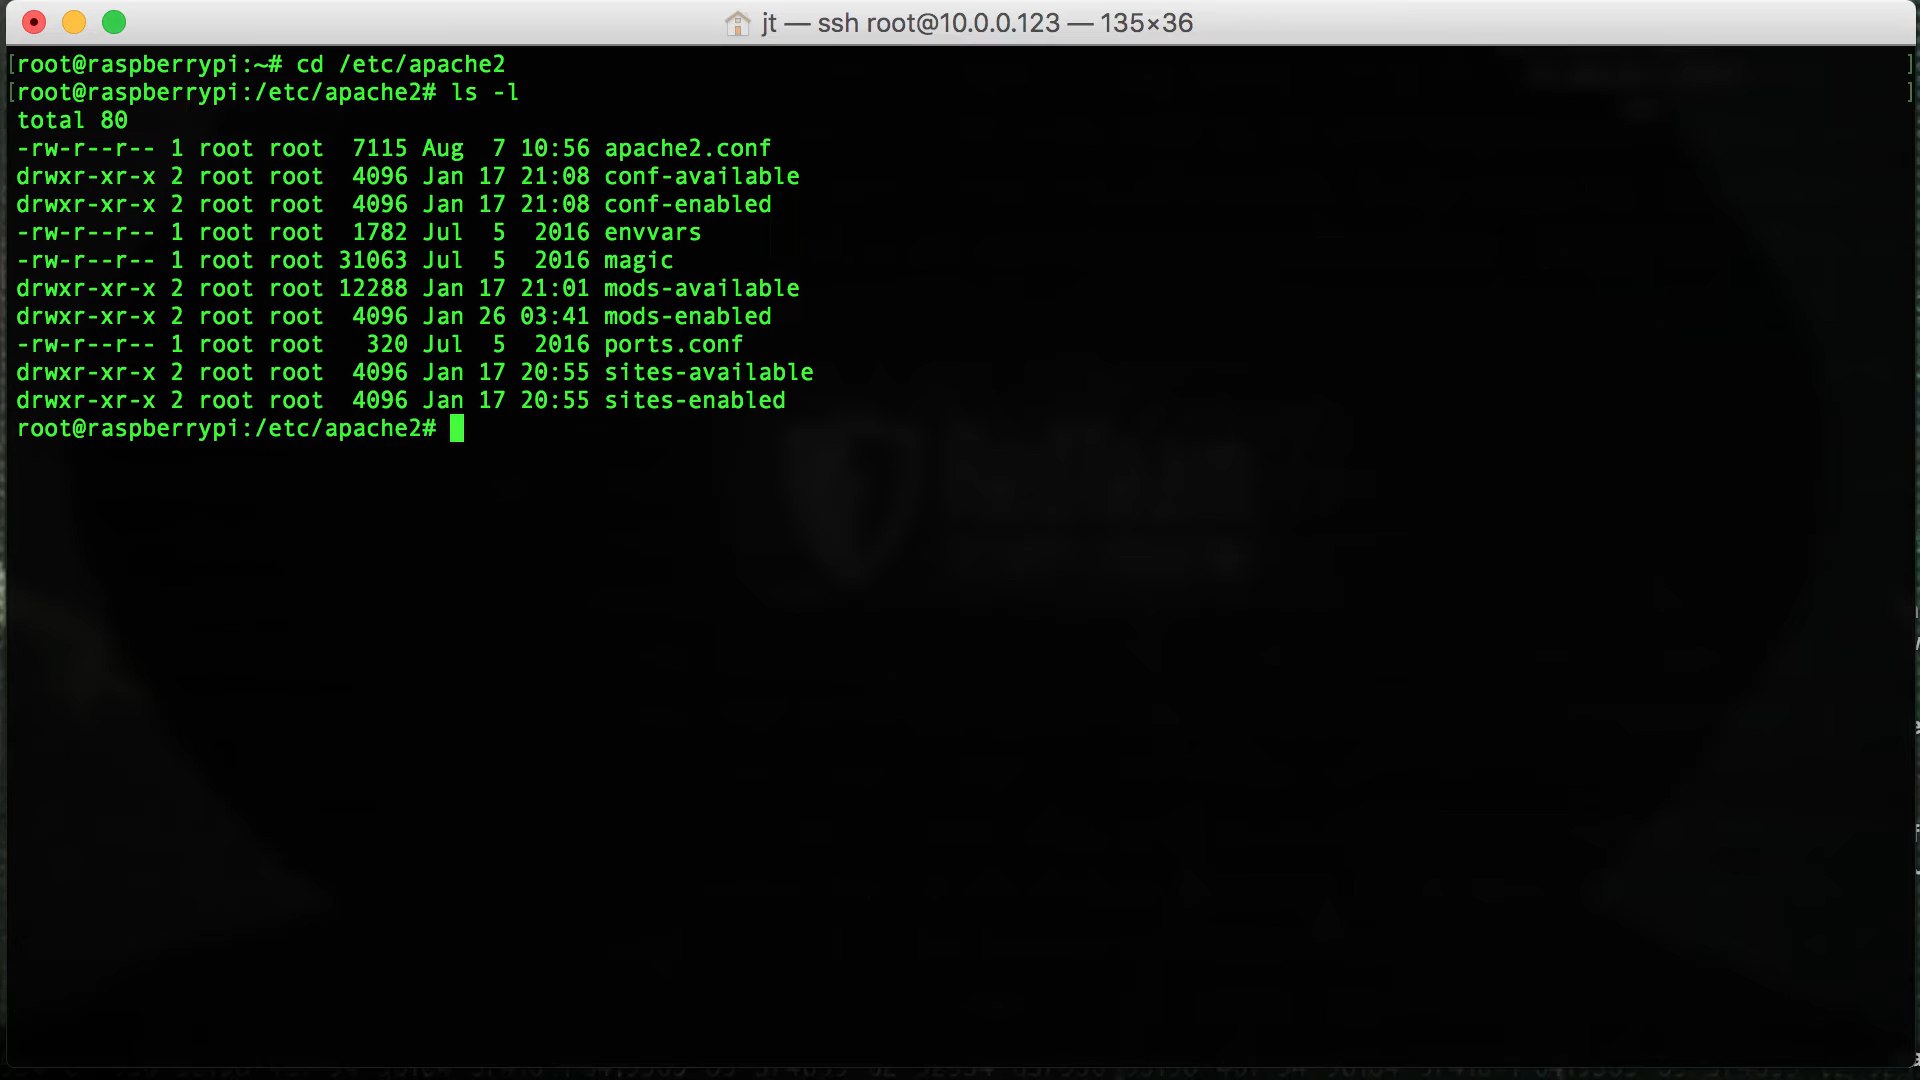 jt — ssh root@10.0.0.123 — 135×36
[root@raspberrypi:~# cd /etc/apache2 ]
[root@raspberrypi:/etc/apache2# ls -l ]
total 80
-rw-r--r-- 1 root root  7115 Aug  7 10:56 apache2.conf
drwxr-xr-x 2 root root  4096 Jan 17 21:08 conf-available
drwxr-xr-x 2 root root  4096 Jan 17 21:08 conf-enabled
-rw-r--r-- 1 root root  1782 Jul  5  2016 envvars
-rw-r--r-- 1 root root 31063 Jul  5  2016 magic
drwxr-xr-x 2 root root 12288 Jan 17 21:01 mods-available
drwxr-xr-x 2 root root  4096 Jan 26 03:41 mods-enabled
-rw-r--r-- 1 root root   320 Jul  5  2016 ports.conf
drwxr-xr-x 2 root root  4096 Jan 17 20:55 sites-available
drwxr-xr-x 2 root root  4096 Jan 17 20:55 sites-enabled
root@raspberrypi:/etc/apache2#